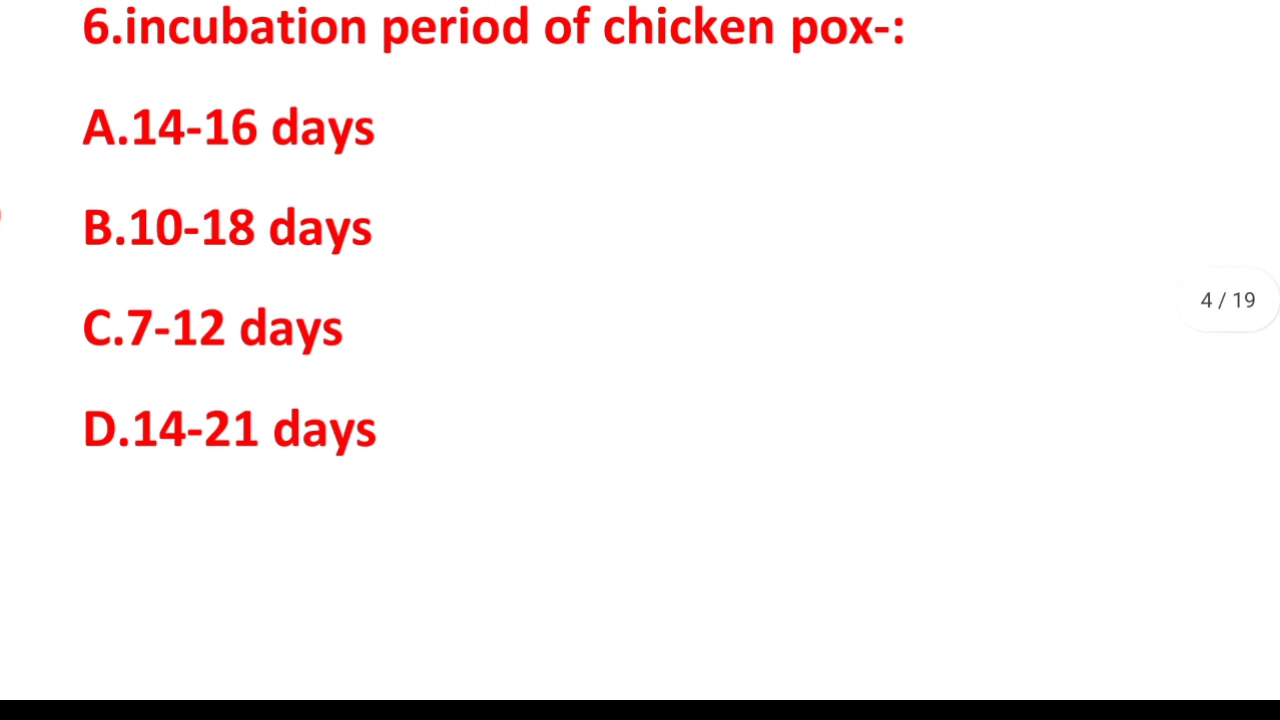 6.incubation period of chicken pox-:
A.14-16 days
B.10-18 days
4 / 19
C.7-12 days
D.14-21 days